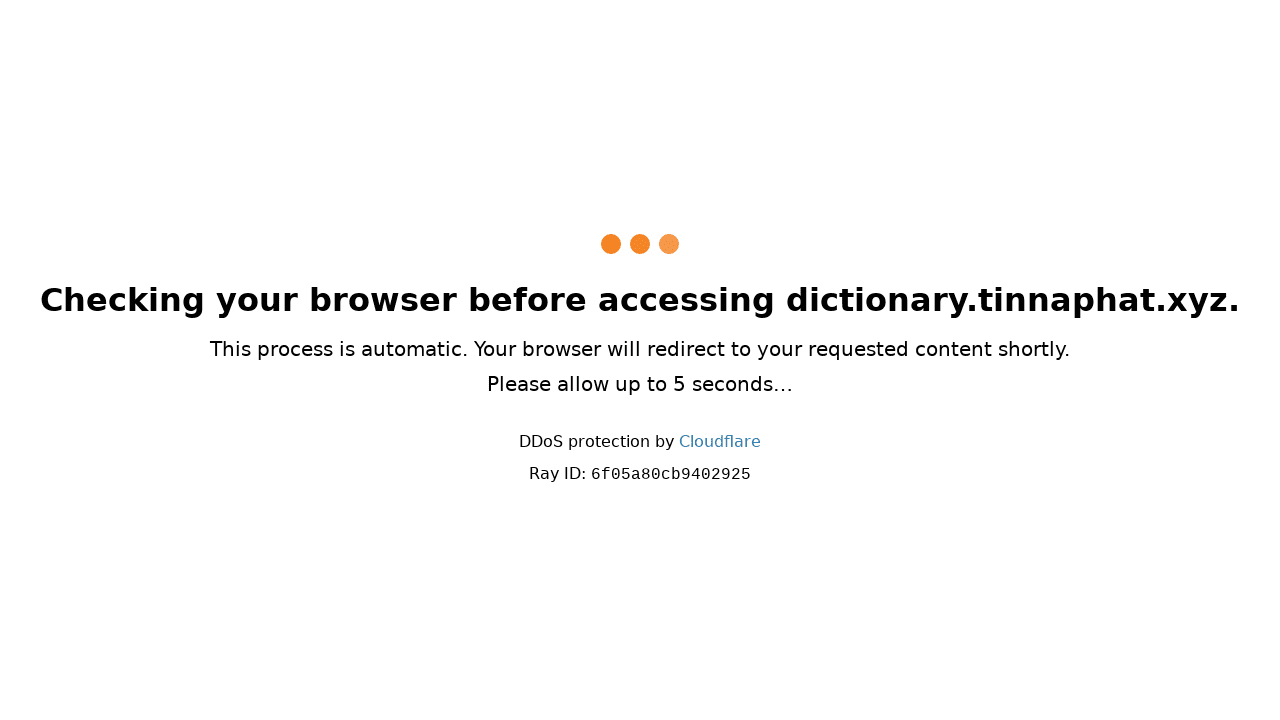 Checking your browser before accessing dictionary.tinnaphat.xyz.
This process is automatic. Your browser will redirect to your requested content shortly.
Please allow up to 5 seconds…
DDoS protection by Cloudflare
Ray ID: 6f05a80cb9402925